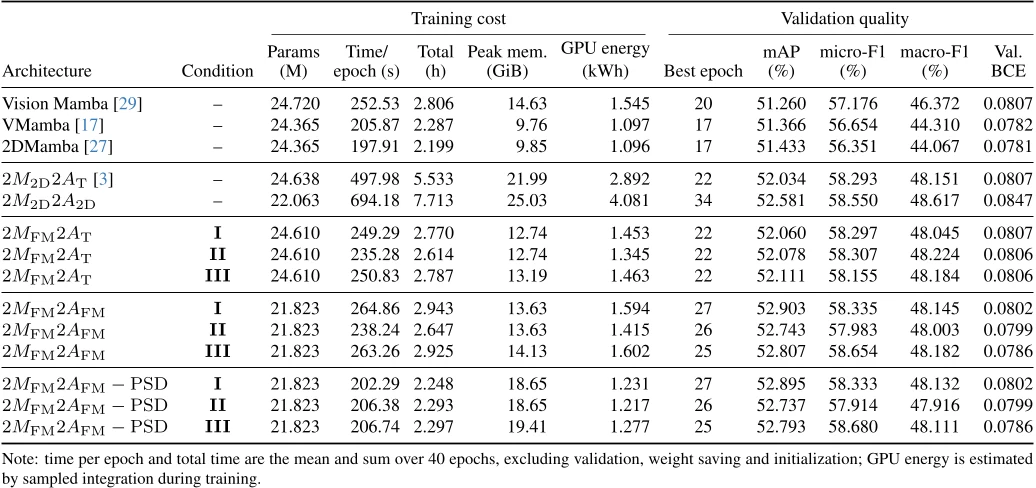 Training cost Validation quality
Params Time/ Total Peak mem. GPU energy mAP micro-F1 macro-F1 Val.
Architecture Condition (M) epoch (s) (h) (GiB) (kWh) Best epoch (%) (%) (%) BCE
Vision Mamba [29] – 24.720 252.53 2.806 14.63 1.545 20 51.260 57.176 46.372 0.0807
VMamba [17] – 24.365 205.87 2.287 9.76 1.097 17 51.366 56.654 44.310 0.0782
2DMamba [27] – 24.365 197.91 2.199 9.85 1.096 17 51.433 56.351 44.067 0.0781
2M2D2AT [3] – 24.638 497.98 5.533 21.99 2.892 22 52.034 58.293 48.151 0.0807
2M2D2A2D – 22.063 694.18 7.713 25.03 4.081 34 52.581 58.550 48.617 0.0847
2MFM2AT I 24.610 249.29 2.770 12.74 1.453 22 52.060 58.297 48.045 0.0807
2MFM2AT II 24.610 235.28 2.614 12.74 1.345 22 52.078 58.307 48.224 0.0806
2MFM2AT III 24.610 250.83 2.787 13.19 1.463 22 52.111 58.155 48.184 0.0806
2MFM2AFM I 21.823 264.86 2.943 13.63 1.594 27 52.903 58.335 48.145 0.0802
2MFM2AFM II 21.823 238.24 2.647 13.63 1.415 26 52.743 57.983 48.003 0.0799
2MFM2AFM III 21.823 263.26 2.925 14.13 1.602 25 52.807 58.654 48.182 0.0786
2MFM2AFM − PSD I 21.823 202.29 2.248 18.65 1.231 27 52.895 58.333 48.132 0.0802
2MFM2AFM − PSD II 21.823 206.38 2.293 18.65 1.217 26 52.737 57.914 47.916 0.0799
2MFM2AFM − PSD III 21.823 206.74 2.297 19.41 1.277 25 52.793 58.680 48.111 0.0786
Note: time per epoch and total time are the mean and sum over 40 epochs, excluding validation, weight saving and initialization; GPU energy is estimated
by sampled integration during training.